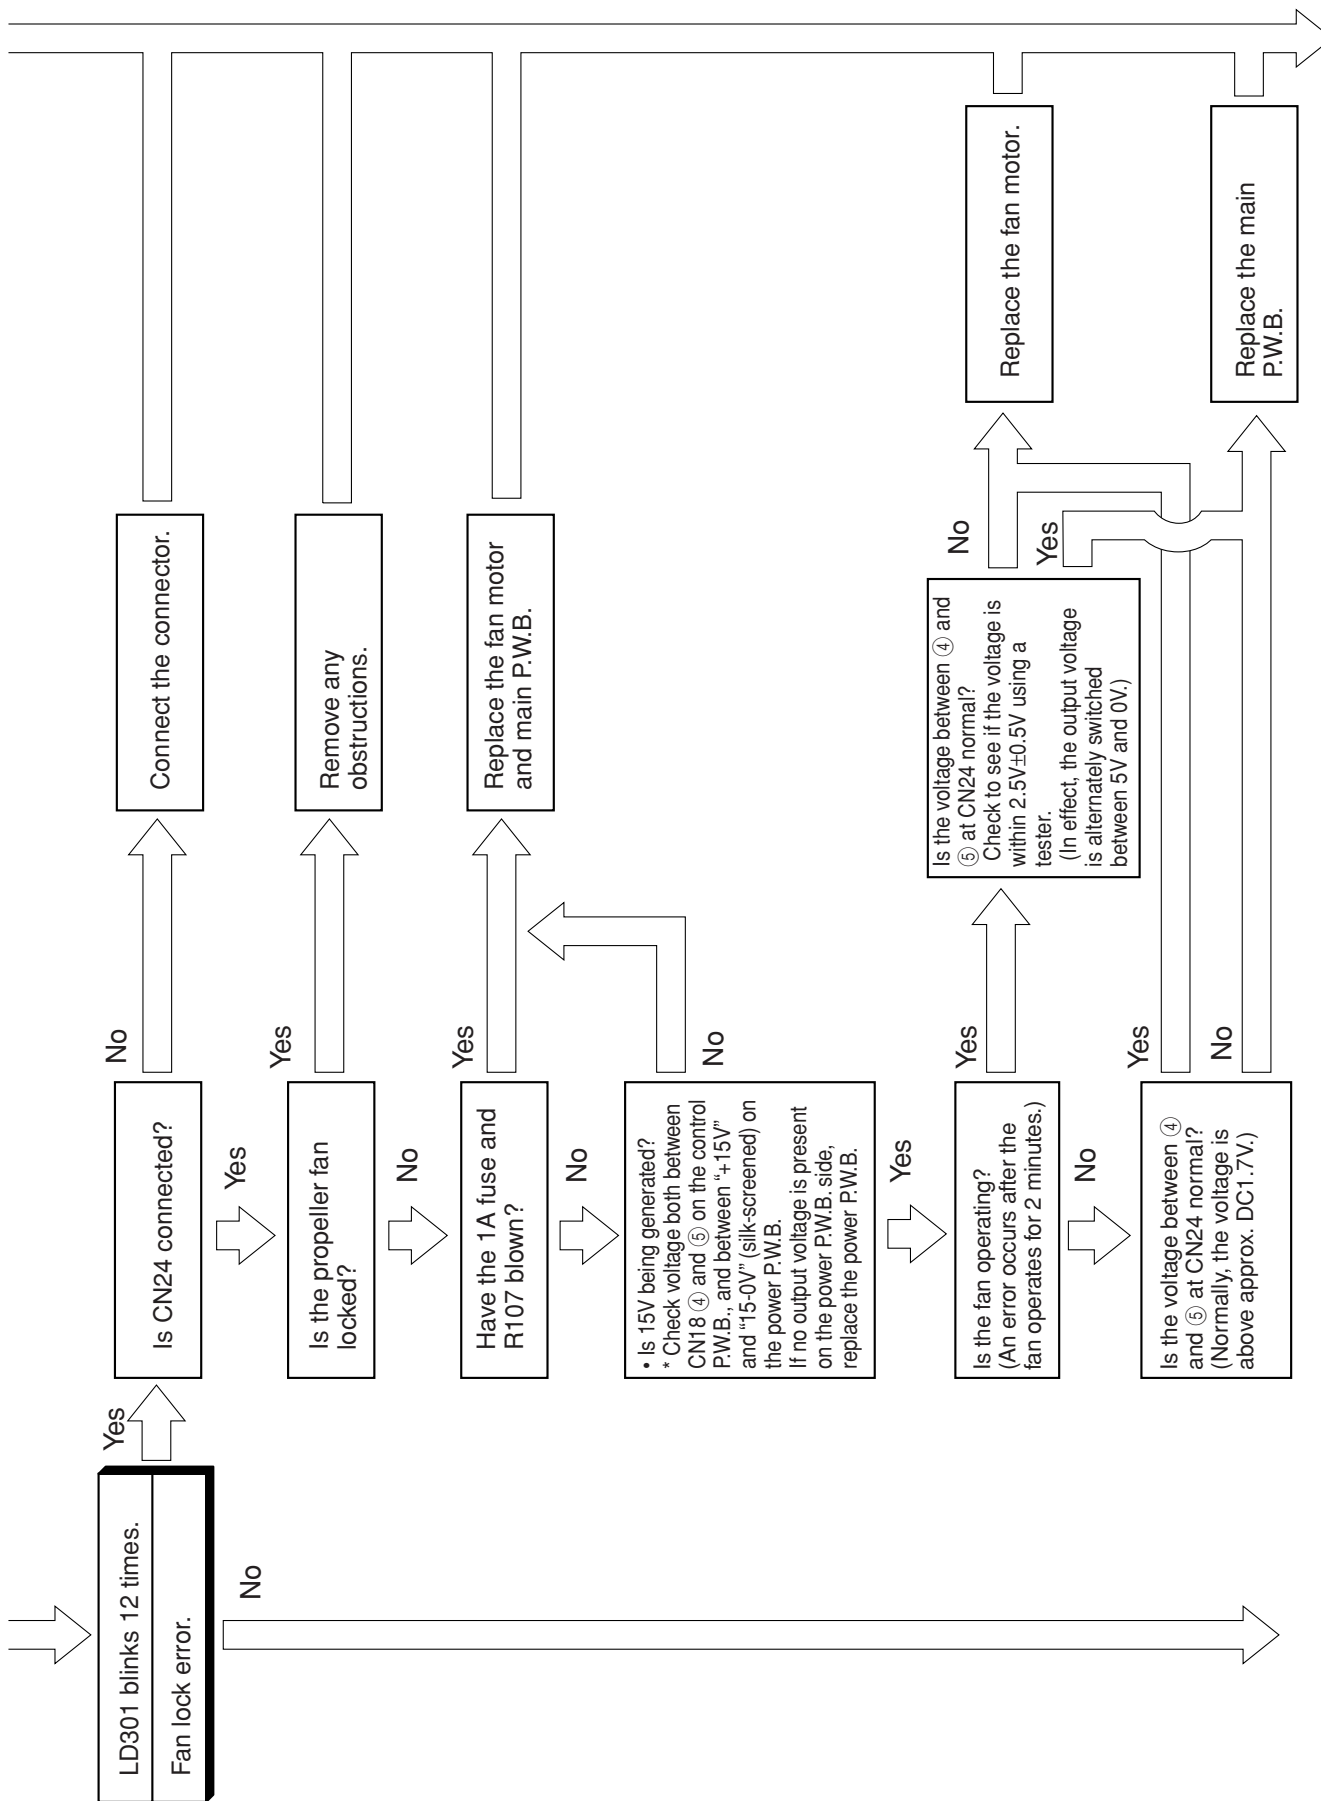 LD301 blinks 12 times.
Fan lock error.
Yes
No
Is CN24 connected?
No
Connect the connector.
Yes
Is the propeller fan
locked?
Yes
Remove any
obstructions.
No
Have the 1A fuse and
R107 blown?
Yes
Replace the fan motor
and main P.W.B.
No
• Is 15V being generated?
* Check voltage both between
CN18 ④ and ⑤ on the control
P.W.B., and between “+15V”
and “15-0V” (silk-screened) on
the power P.W.B.
If no output voltage is present
on the power P.W.B. side,
replace the power P.W.B.
No
Yes
Is the fan operating?
(An error occurs after the
fan operates for 2 minutes.)
Yes
Is the voltage between ④ and
⑤ at CN24 normal?
Check to see if the voltage is
within 2.5V±0.5V using a
tester.
(In effect, the output voltage
is alternately switched
between 5V and 0V.)
No
Replace the fan motor.
Yes
No
Is the voltage between ④
and ⑤ at CN24 normal?
(Normally, the voltage is
above approx. DC1.7V.)
Yes
No
Replace the main
P.W.B.